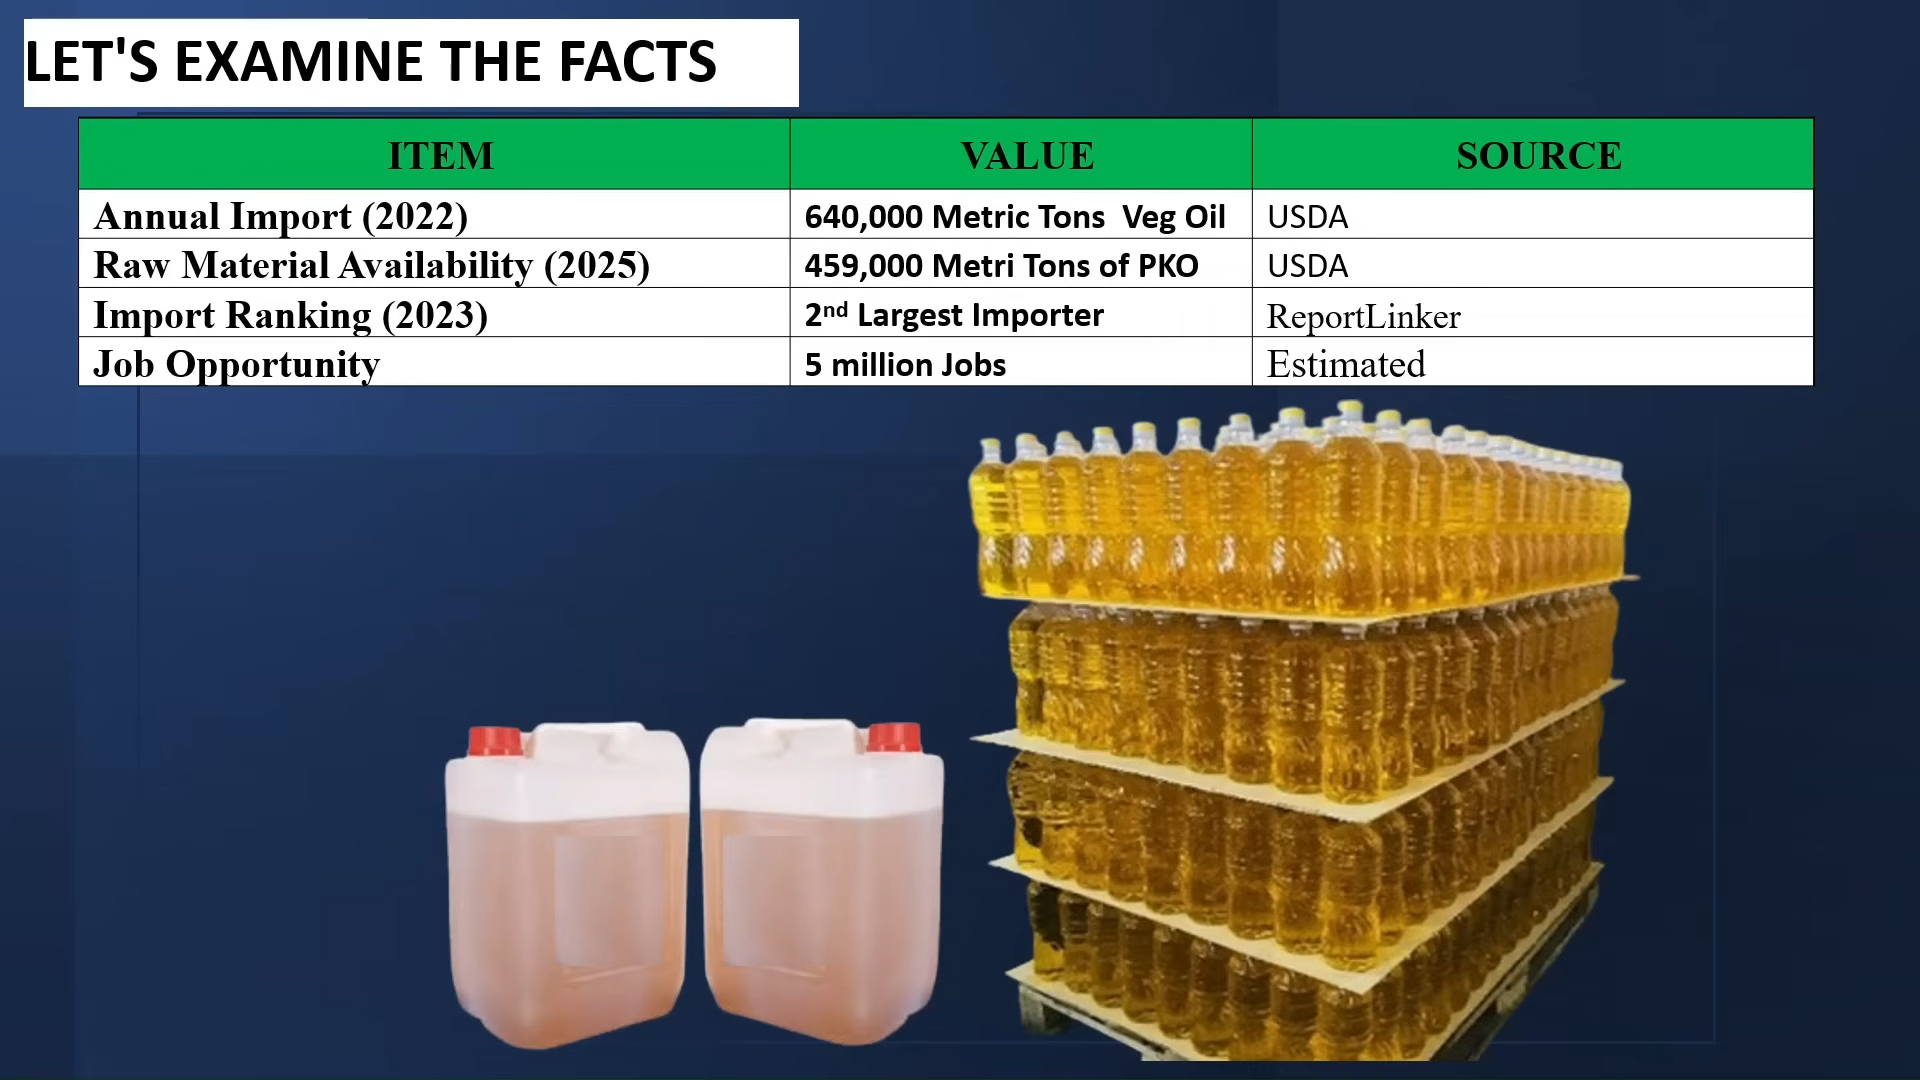 LET'S EXAMINE THE FACTS
ITEM VALUE SOURCE
Annual Import (2022) 640,000 Metric Tons Veg Oil USDA
Raw Material Availability (2025) 459,000 Metri Tons of PKO USDA
Import Ranking (2023) 2nd Largest Importer ReportLinker
Job Opportunity 5 million Jobs Estimated